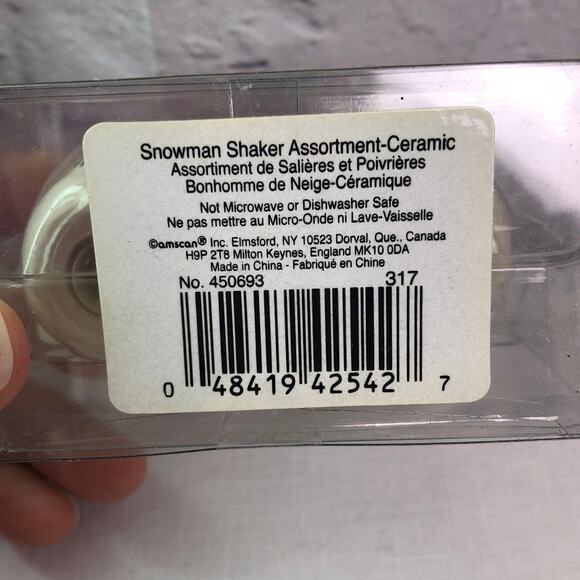 Snowman Shaker Assortment-Ceramic
Assortiment de Salières et Poivrières
Bonhomme de Neige-Céramique
Not Microwave or Dishwasher Safe
Ne pas mettre au Micro-Onde ni Lave-Vaisselle
©amscan® Inc. Elmsford, NY 10523 Dorval, Que., Canada
H9P 2T8 Milton Keynes, England MK10 0DA
Made in China - Fabriqué en Chine
No. 450693 317
0 48419 42542 7